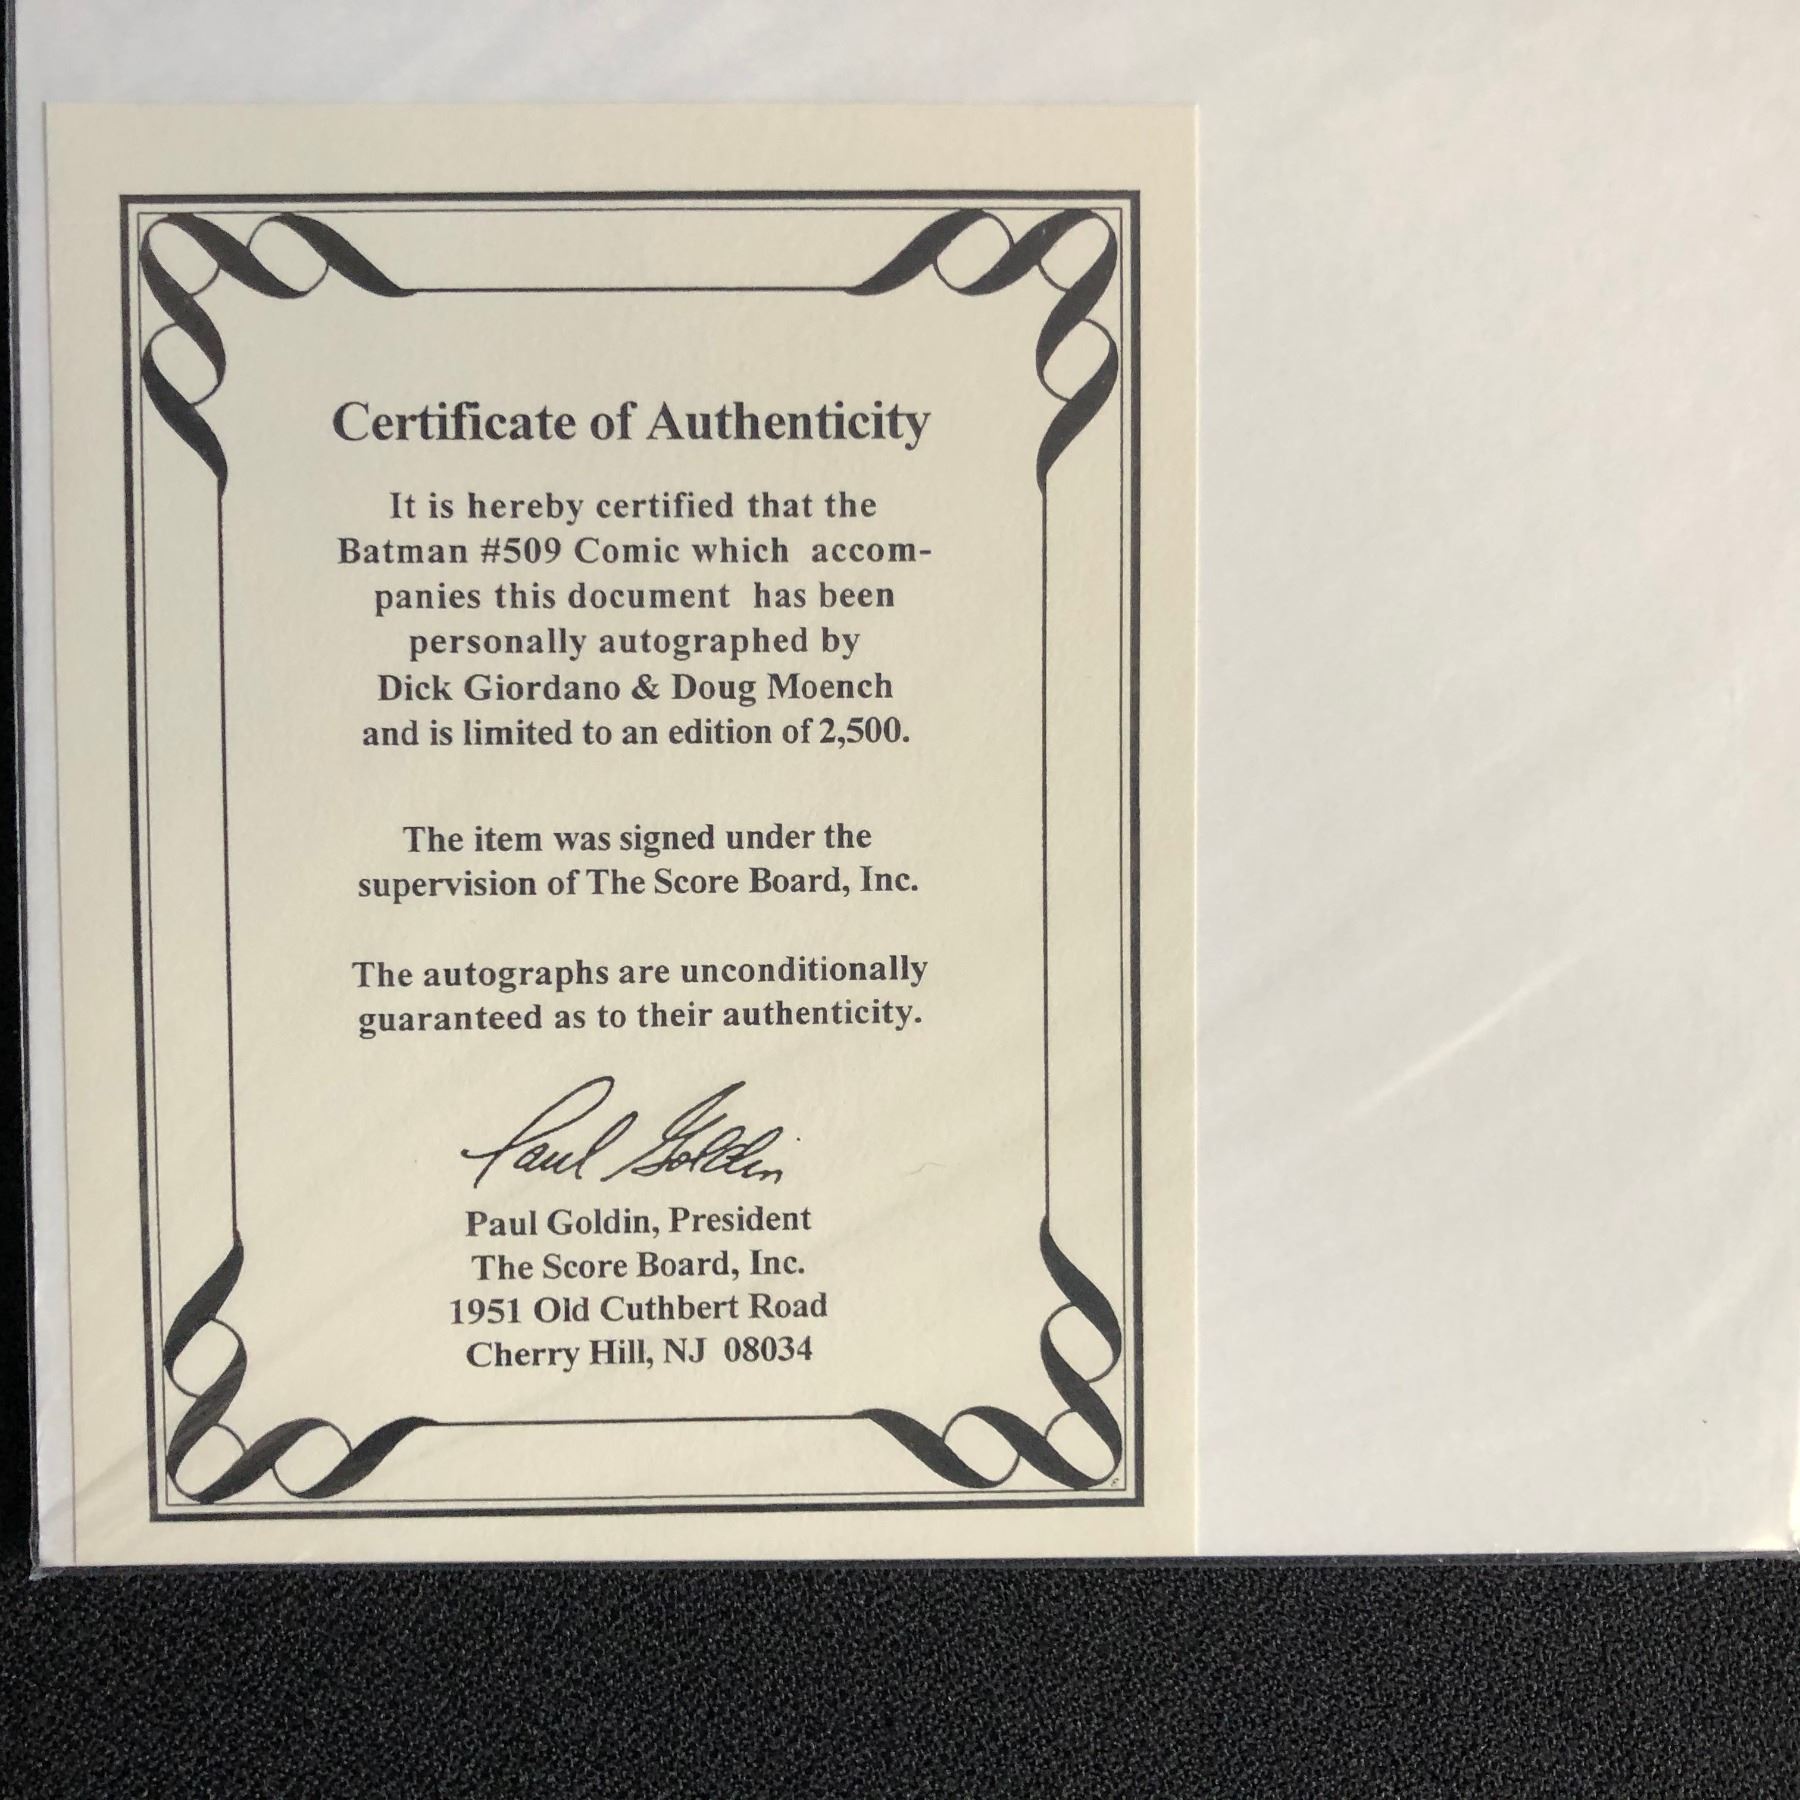 Certificate of Authenticity
It is hereby certified that the
Batman #509 Comic which accom-
panies this document has been
personally autographed by
Dick Giordano & Doug Moench
and is limited to an edition of 2,500.
The item was signed under the
supervision of The Score Board, Inc.
The autographs are unconditionally
guaranteed as to their authenticity.
Paul Goldin
Paul Goldin, President
The Score Board, Inc.
1951 Old Cuthbert Road
Cherry Hill, NJ 08034